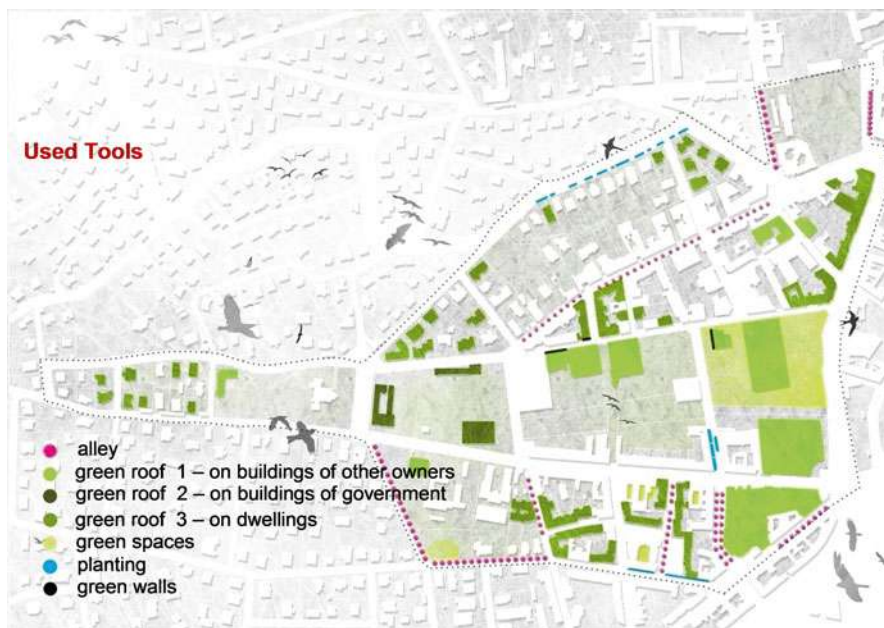 Used Tools
alley
green roof 1 – on buildings of other owners
green roof 2 – on buildings of government
green roof 3 – on dwellings
green spaces
planting
green walls